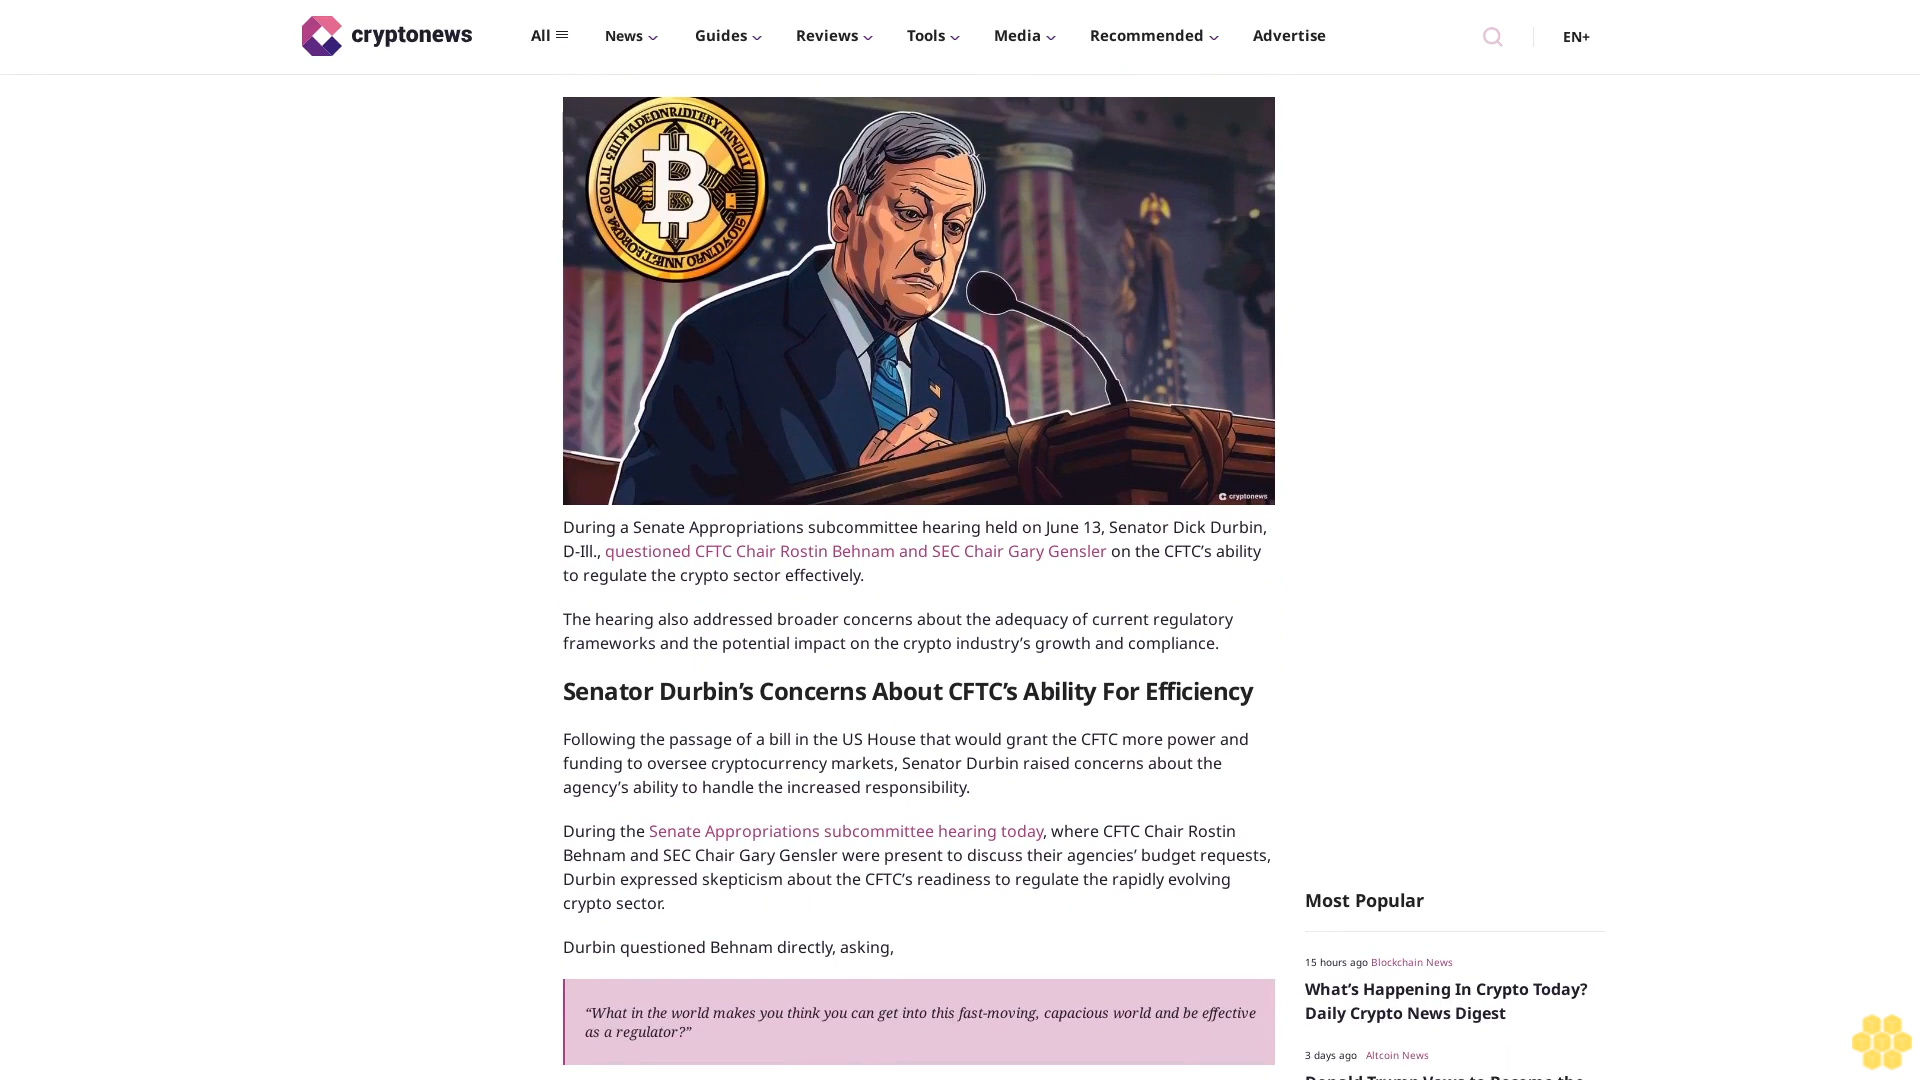 cryptonews
All
News
Guides
Reviews
Tools
Media
Recommended
Advertise
EN+
cryptonews
During a Senate Appropriations subcommittee hearing held on June 13, Senator Dick Durbin,
D-Ill., questioned CFTC Chair Rostin Behnam and SEC Chair Gary Gensler on the CFTC’s ability
to regulate the crypto sector effectively.
The hearing also addressed broader concerns about the adequacy of current regulatory
frameworks and the potential impact on the crypto industry’s growth and compliance.
Senator Durbin’s Concerns About CFTC’s Ability For Efficiency
Following the passage of a bill in the US House that would grant the CFTC more power and
funding to oversee cryptocurrency markets, Senator Durbin raised concerns about the
agency’s ability to handle the increased responsibility.
During the Senate Appropriations subcommittee hearing today, where CFTC Chair Rostin
Behnam and SEC Chair Gary Gensler were present to discuss their agencies’ budget requests,
Durbin expressed skepticism about the CFTC’s readiness to regulate the rapidly evolving
crypto sector.
Durbin questioned Behnam directly, asking,
“What in the world makes you think you can get into this fast-moving, capacious world and be effective
as a regulator?”
Most Popular
15 hours ago Blockchain News
What’s Happening In Crypto Today?
Daily Crypto News Digest
3 days ago Altcoin News
Donald Trump Vows to Become the